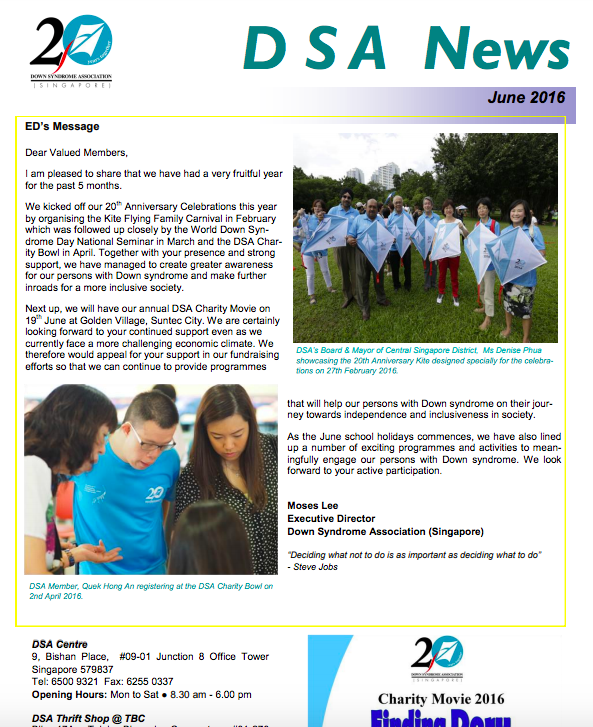 20
years together
DOWN SYNDROME ASSOCIATION
[SINGAPORE]
DSA News
June 2016
ED's Message
Dear Valued Members,
I am pleased to share that we have had a very fruitful year
for the past 5 months.
We kicked off our 20th Anniversary Celebrations this year
by organising the Kite Flying Family Carnival in February
which was followed up closely by the World Down Syn-
drome Day National Seminar in March and the DSA Char-
ity Bowl in April. Together with your presence and strong
support, we have managed to create greater awareness
for our persons with Down syndrome and make further
inroads for a more inclusive society.
Next up, we will have our annual DSA Charity Movie on
19th June at Golden Village, Suntec City. We are certainly
looking forward to your continued support even as we
currently face a more challenging economic climate. We
therefore would appeal for your support in our fundraising
efforts so that we can continue to provide programmes
DSA's Board & Mayor of Central Singapore District, Ms Denise Phua
showcasing the 20th Anniversary Kite designed specially for the celebra-
tions on 27th February 2016.
that will help our persons with Down syndrome on their jour-
ney towards independence and inclusiveness in society.
As the June school holidays commences, we have also lined
up a number of exciting programmes and activities to mean-
ingfully engage our persons with Down syndrome. We look
forward to your active participation.
Moses Lee
Executive Director
Down Syndrome Association (Singapore)
"Deciding what not to do is as important as deciding what to do"
- Steve Jobs
20
DSA Member, Quek Hong An registering at the DSA Charity Bowl on
2nd April 2016.
DSA Centre
9, Bishan Place, #09-01 Junction 8 Office Tower
Singapore 579837
Tel: 6500 9321 Fax: 6255 0337
Opening Hours: Mon to Sat ● 8.30 am - 6.00 pm
DSA Thrift Shop @ TBC
20
DOWN SYNDROME ASSOCIATION
[SINGAPORE]
Charity Movie 2016
Finding Dory